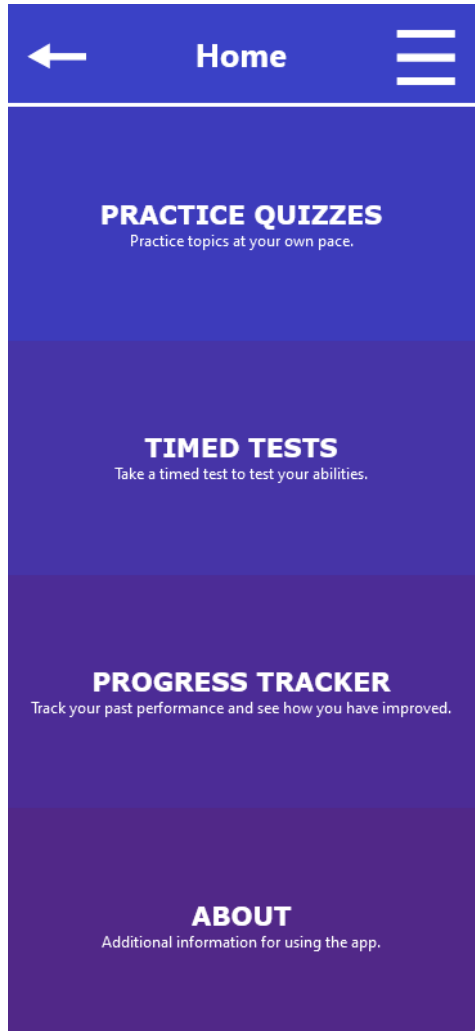 Home
PRACTICE QUIZZES
Practice topics at your own pace.
TIMED TESTS
Take a timed test to test your abilities.
PROGRESS TRACKER
Track your past performance and see how you have improved.
ABOUT
Additional information for using the app.